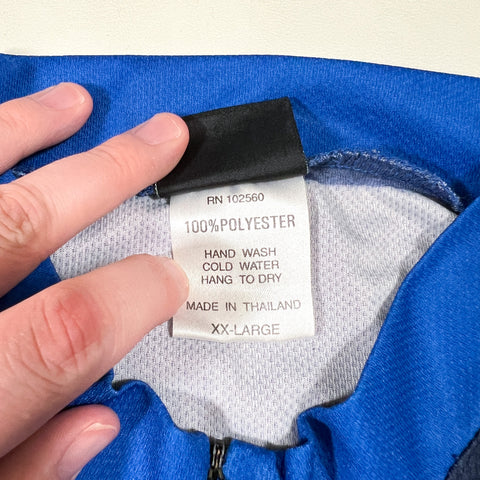 RN 102560
100%POLYESTER
HAND WASH
COLD WATER
HANG TO DRY
MADE IN THAILAND
XX-LARGE